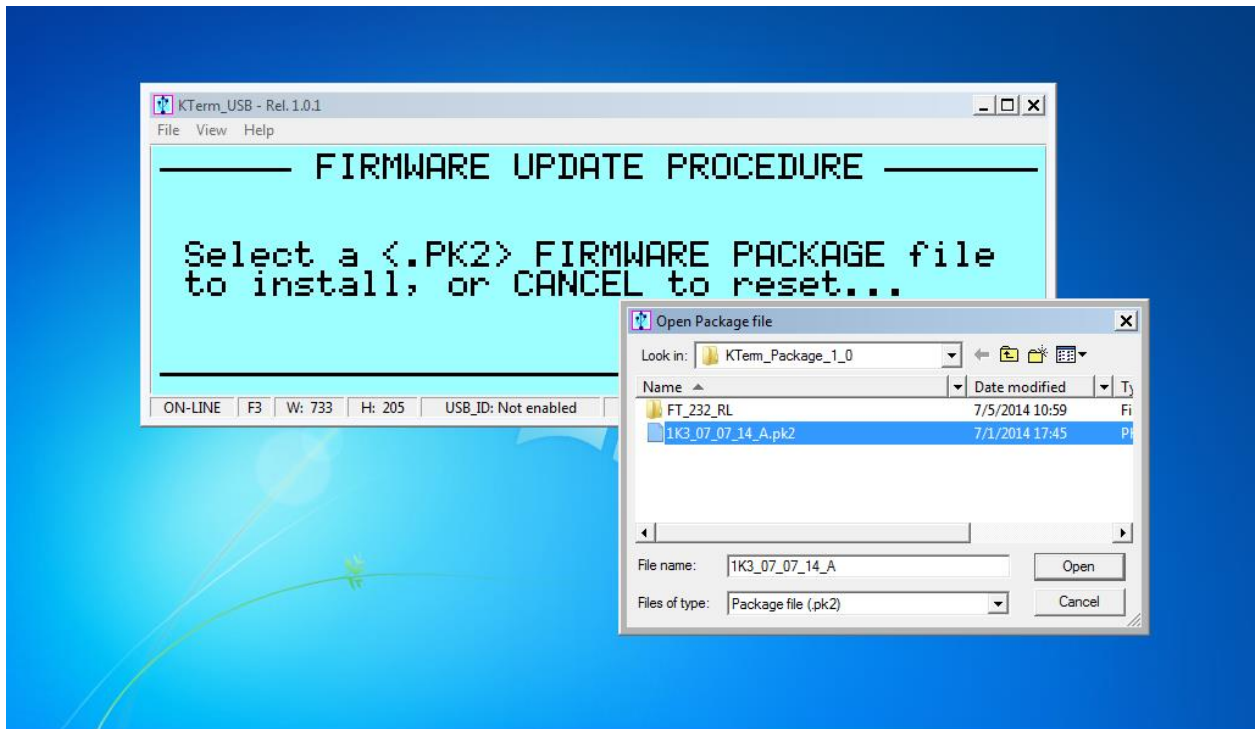 KTerm_USB - Rel. 1.0.1
File View Help
FIRMWARE UPDATE PROCEDURE
Select a <.PK2> FIRMWARE PACKAGE file
to install, or CANCEL to reset...
ON-LINE F3 W: 733 H: 205 USB_ID: Not enabled
Open Package file
Look in: KTerm_Package_1_0
Name Date modified Ty
FT_232_RL 7/5/2014 10:59 Fi
1K3_07_07_14_A.pk2 7/1/2014 17:45
File name: 1K3_07_07_14_A Open
Files of type: Package file (.pk2) Cancel